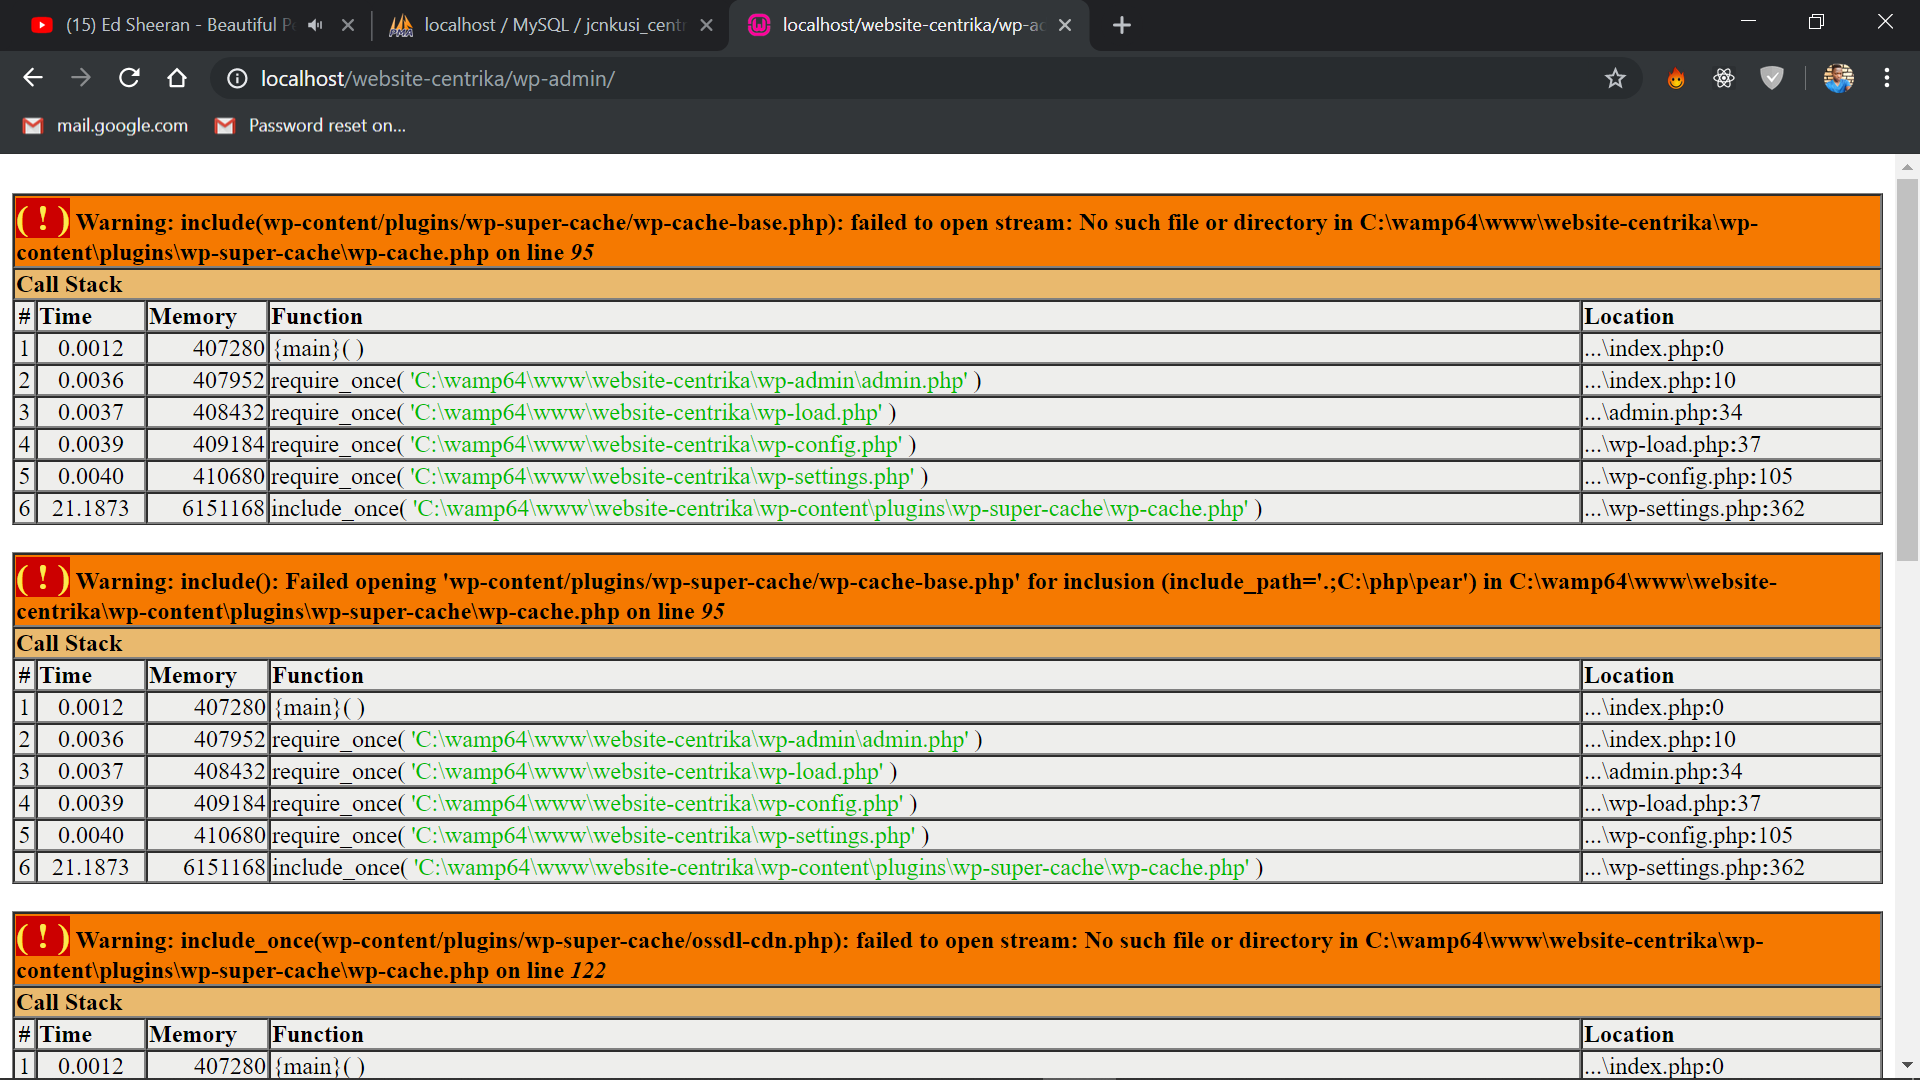 (15) Ed Sheeran - Beautiful P
localhost / MySQL / jcnkusi_centr
localhost/website-centrika/wp-ad
localhost/website-centrika/wp-admin/
mail.google.com
Password reset on...
( ! ) Warning: include(wp-content/plugins/wp-super-cache/wp-cache-base.php): failed to open stream: No such file or directory in C:\wamp64\www\website-centrika\wp-
content\plugins\wp-super-cache\wp-cache.php on line 95
Call Stack
# Time Memory Function Location
1 0.0012 407280 {main}( ) ...\index.php:0
2 0.0036 407952 require_once( 'C:\wamp64\www\website-centrika\wp-admin\admin.php' ) ...\index.php:10
3 0.0037 408432 require_once( 'C:\wamp64\www\website-centrika\wp-load.php' ) ...\admin.php:34
4 0.0039 409184 require_once( 'C:\wamp64\www\website-centrika\wp-config.php' ) ...\wp-load.php:37
5 0.0040 410680 require_once( 'C:\wamp64\www\website-centrika\wp-settings.php' ) ...\wp-config.php:105
6 21.1873 6151168 include_once( 'C:\wamp64\www\website-centrika\wp-content\plugins\wp-super-cache\wp-cache.php' ) ...\wp-settings.php:362
( ! ) Warning: include(): Failed opening 'wp-content/plugins/wp-super-cache/wp-cache-base.php' for inclusion (include_path='.;C:\php\pear') in C:\wamp64\www\website-
centrika\wp-content\plugins\wp-super-cache\wp-cache.php on line 95
Call Stack
# Time Memory Function Location
1 0.0012 407280 {main}( ) ...\index.php:0
2 0.0036 407952 require_once( 'C:\wamp64\www\website-centrika\wp-admin\admin.php' ) ...\index.php:10
3 0.0037 408432 require_once( 'C:\wamp64\www\website-centrika\wp-load.php' ) ...\admin.php:34
4 0.0039 409184 require_once( 'C:\wamp64\www\website-centrika\wp-config.php' ) ...\wp-load.php:37
5 0.0040 410680 require_once( 'C:\wamp64\www\website-centrika\wp-settings.php' ) ...\wp-config.php:105
6 21.1873 6151168 include_once( 'C:\wamp64\www\website-centrika\wp-content\plugins\wp-super-cache\wp-cache.php' ) ...\wp-settings.php:362
( ! ) Warning: include_once(wp-content/plugins/wp-super-cache/ossdl-cdn.php): failed to open stream: No such file or directory in C:\wamp64\www\website-centrika\wp-
content\plugins\wp-super-cache\wp-cache.php on line 122
Call Stack
# Time Memory Function Location
1 0.0012 407280 {main}( ) ...\index.php:0